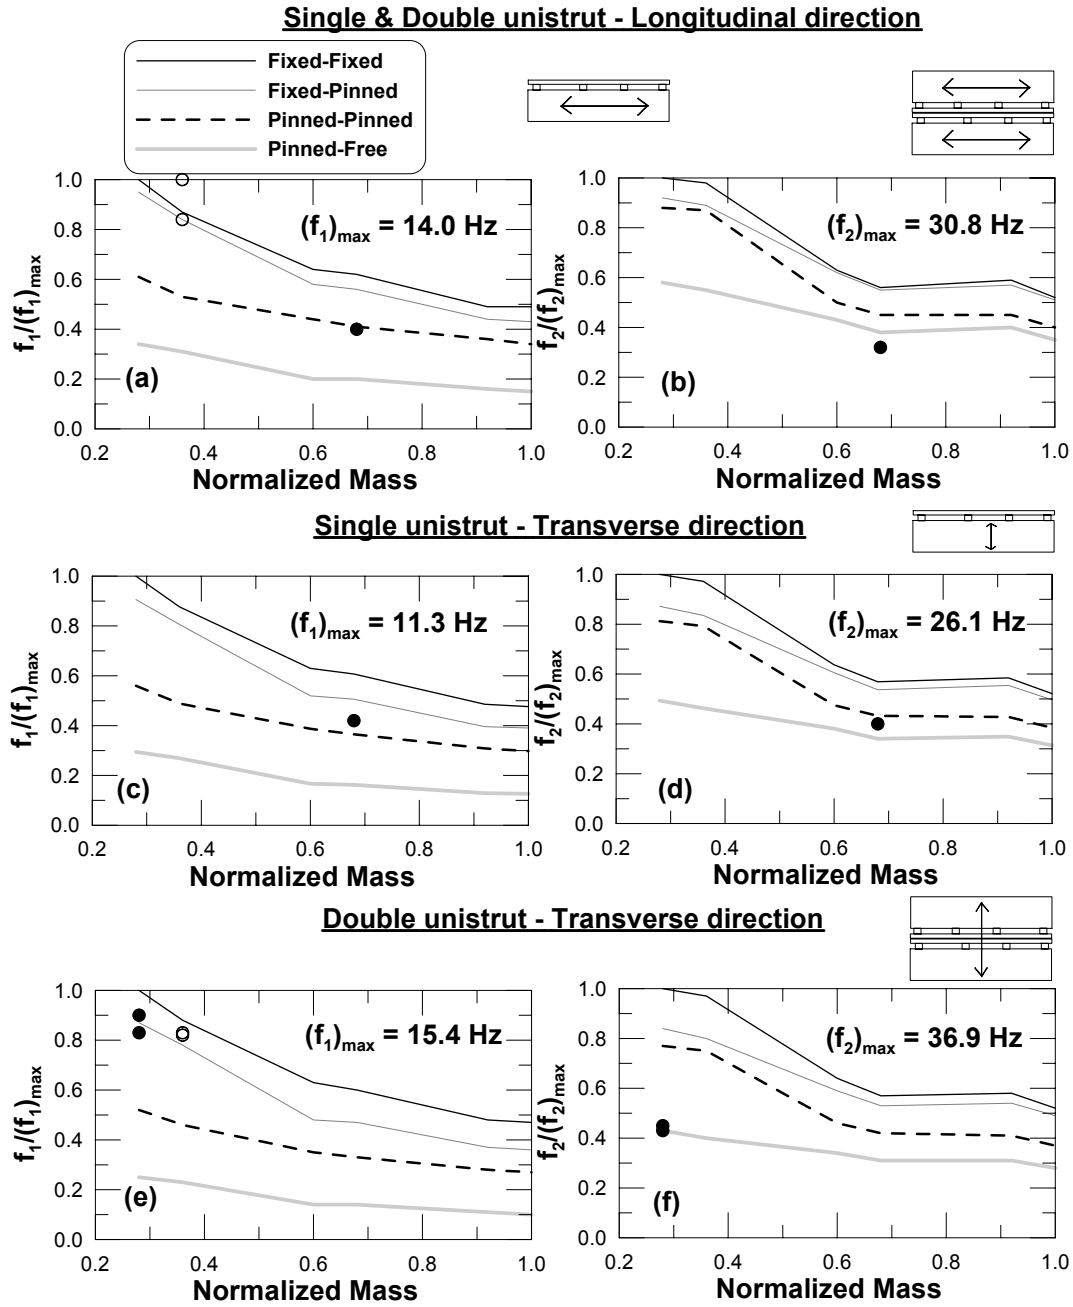 Single & Double unistrut - Longitudinal direction
Fixed-Fixed
Fixed-Pinned
Pinned-Pinned
Pinned-Free
1.0
0.8
0.6
0.4
0.2
0.0
f1/(f1)max
(f1)max = 14.0 Hz
(a)
0.2 0.4 0.6 0.8 1.0
Normalized Mass
1.0
0.8
0.6
0.4
0.2
0.0
f2/(f2)max
(f2)max = 30.8 Hz
(b)
0.2 0.4 0.6 0.8 1.0
Normalized Mass
Single unistrut - Transverse direction
1.0
0.8
0.6
0.4
0.2
0.0
f1/(f1)max
(f1)max = 11.3 Hz
(c)
0.2 0.4 0.6 0.8 1.0
Normalized Mass
1.0
0.8
0.6
0.4
0.2
0.0
f2/(f2)max
(f2)max = 26.1 Hz
(d)
0.2 0.4 0.6 0.8 1.0
Normalized Mass
Double unistrut - Transverse direction
1.0
0.8
0.6
0.4
0.2
0.0
f1/(f1)max
(f1)max = 15.4 Hz
(e)
0.2 0.4 0.6 0.8 1.0
Normalized Mass
1.0
0.8
0.6
0.4
0.2
0.0
f2/(f2)max
(f2)max = 36.9 Hz
(f)
0.2 0.4 0.6 0.8 1.0
Normalized Mass